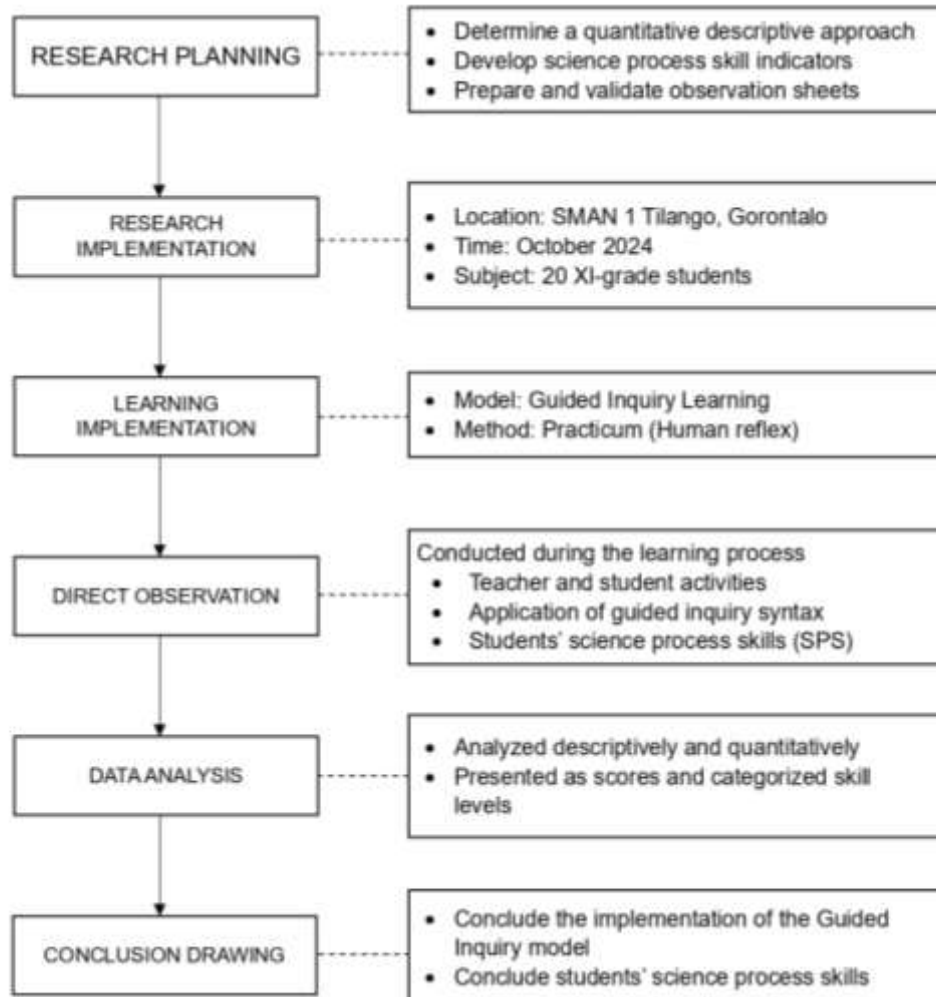 RESEARCH PLANNING
• Determine a quantitative descriptive approach
• Develop science process skill indicators
• Prepare and validate observation sheets
RESEARCH
IMPLEMENTATION
• Location: SMAN 1 Tilango, Gorontalo
• Time: October 2024
• Subject: 20 XI-grade students
LEARNING
IMPLEMENTATION
• Model: Guided Inquiry Learning
• Method: Practicum (Human reflex)
DIRECT OBSERVATION
Conducted during the learning process
• Teacher and student activities
• Application of guided inquiry syntax
• Students’ science process skills (SPS)
DATA ANALYSIS
• Analyzed descriptively and quantitatively
• Presented as scores and categorized skill
levels
CONCLUSION DRAWING
• Conclude the implementation of the Guided
Inquiry model
• Conclude students’ science process skills